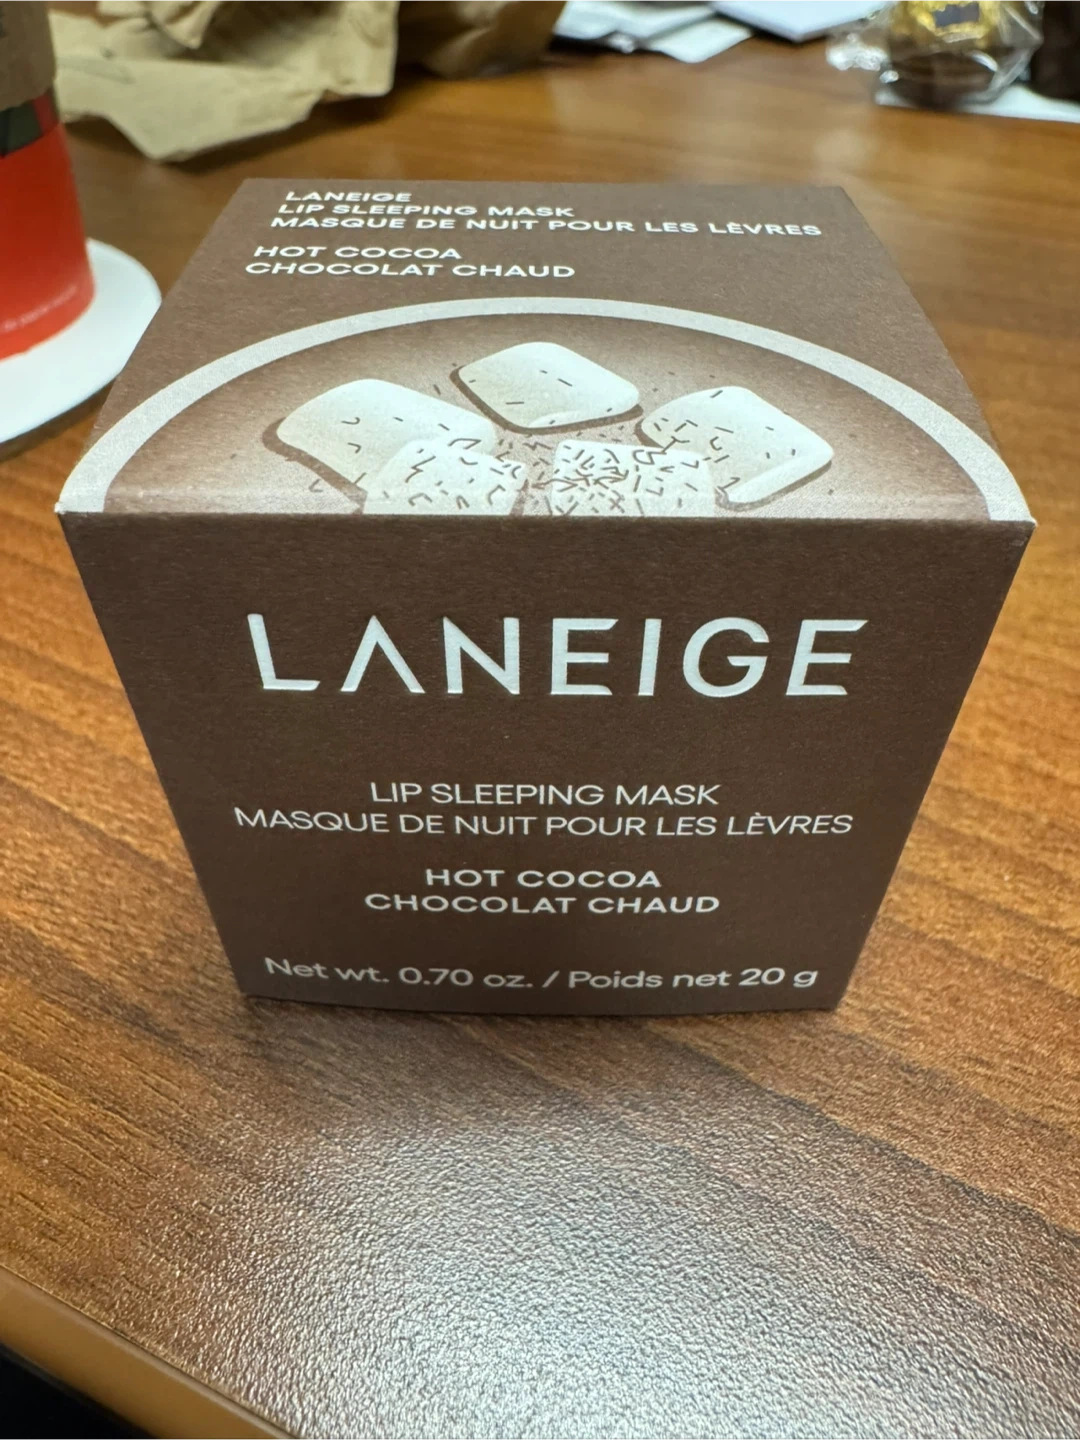 LANEIGE
LIP SLEEPING MASK
MASQUE DE NUIT POUR LES LÈVRES
HOT COCOA
CHOCOLAT CHAUD
LANEIGE
LIP SLEEPING MASK
MASQUE DE NUIT POUR LES LÈVRES
HOT COCOA
CHOCOLAT CHAUD
Net wt. 0.70 oz. / Poids net 20 g